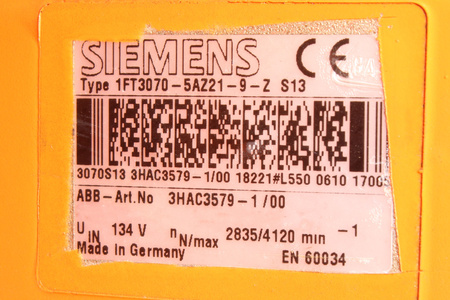 SIEMENS CE
Type 1FT3070-5AZ21-9-Z S13
3070S13 3HAC3579-1/00 18221#L550 0610 1700
ABB-Art.No 3HAC3579-1/00
U IN 134 V n N/max 2835/4120 min -1
Made in Germany EN 60034